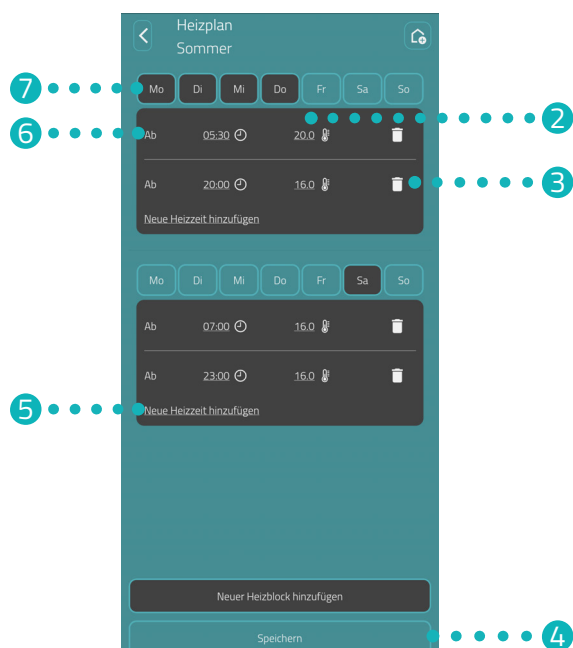 Heizplan
Sommer
7 Mo Di Mi Do Fr Sa So
2
6 Ab 05:30 20.0
3
Ab 20:00 16.0
Neue Heizzeit hinzufügen
Mo Di Mi Do Fr Sa So
Ab 07:00 16.0
Ab 23:00 16.0
5 Neue Heizzeit hinzufügen
Neuer Heizblock hinzufügen
Speichern 4